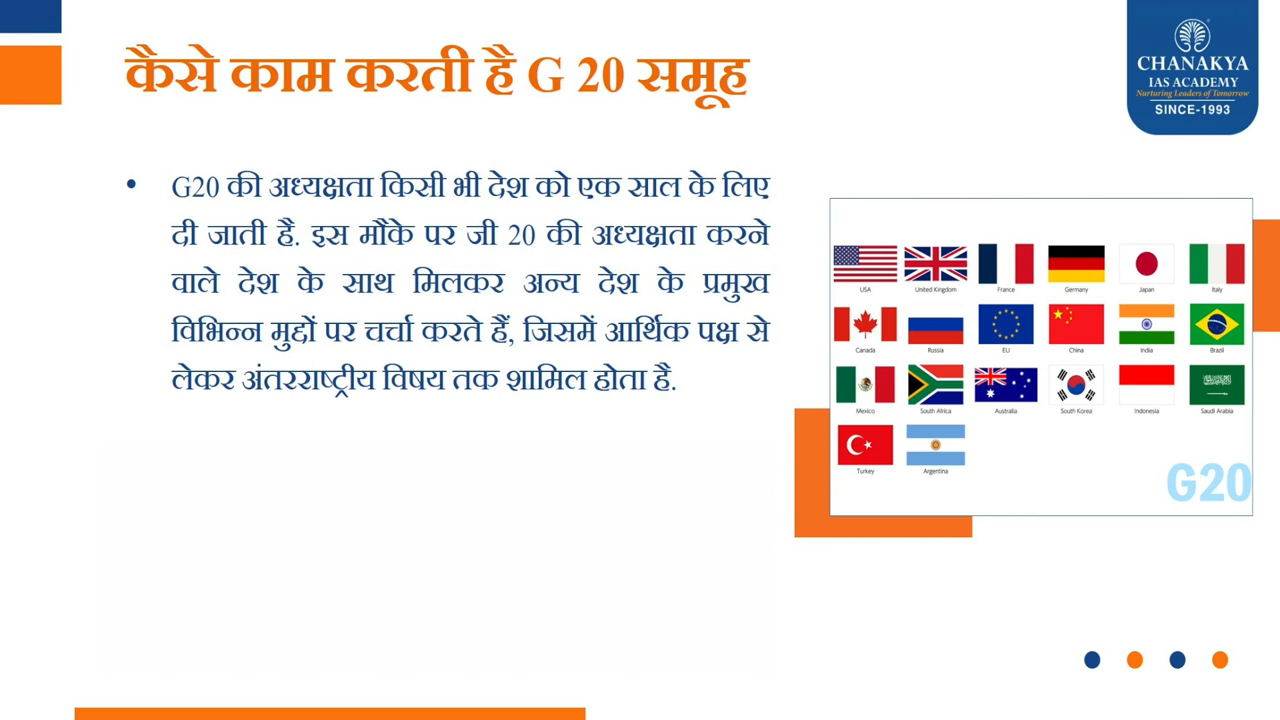 कैसे काम करती है G 20 समूह
CHANAKYA
IAS ACADEMY
Nurturing Leaders of Tomorrow
SINCE-1993
• G20 की अध्यक्षता किसी भी देश को एक साल के लिए
दी जाती है. इस मौके पर जी 20 की अध्यक्षता करने
वाले देश के साथ मिलकर अन्य देश के प्रमुख
विभिन्न मुद्दों पर चर्चा करते हैं, जिसमें आर्थिक पक्ष से
लेकर अंतरराष्ट्रीय विषय तक शामिल होता है.
USA United Kingdom France Germany Japan Italy
Canada Russia EU China India Brazil
Mexico South Africa Australia South Korea Indonesia Saudi Arabia
Turkey Argentina
G20